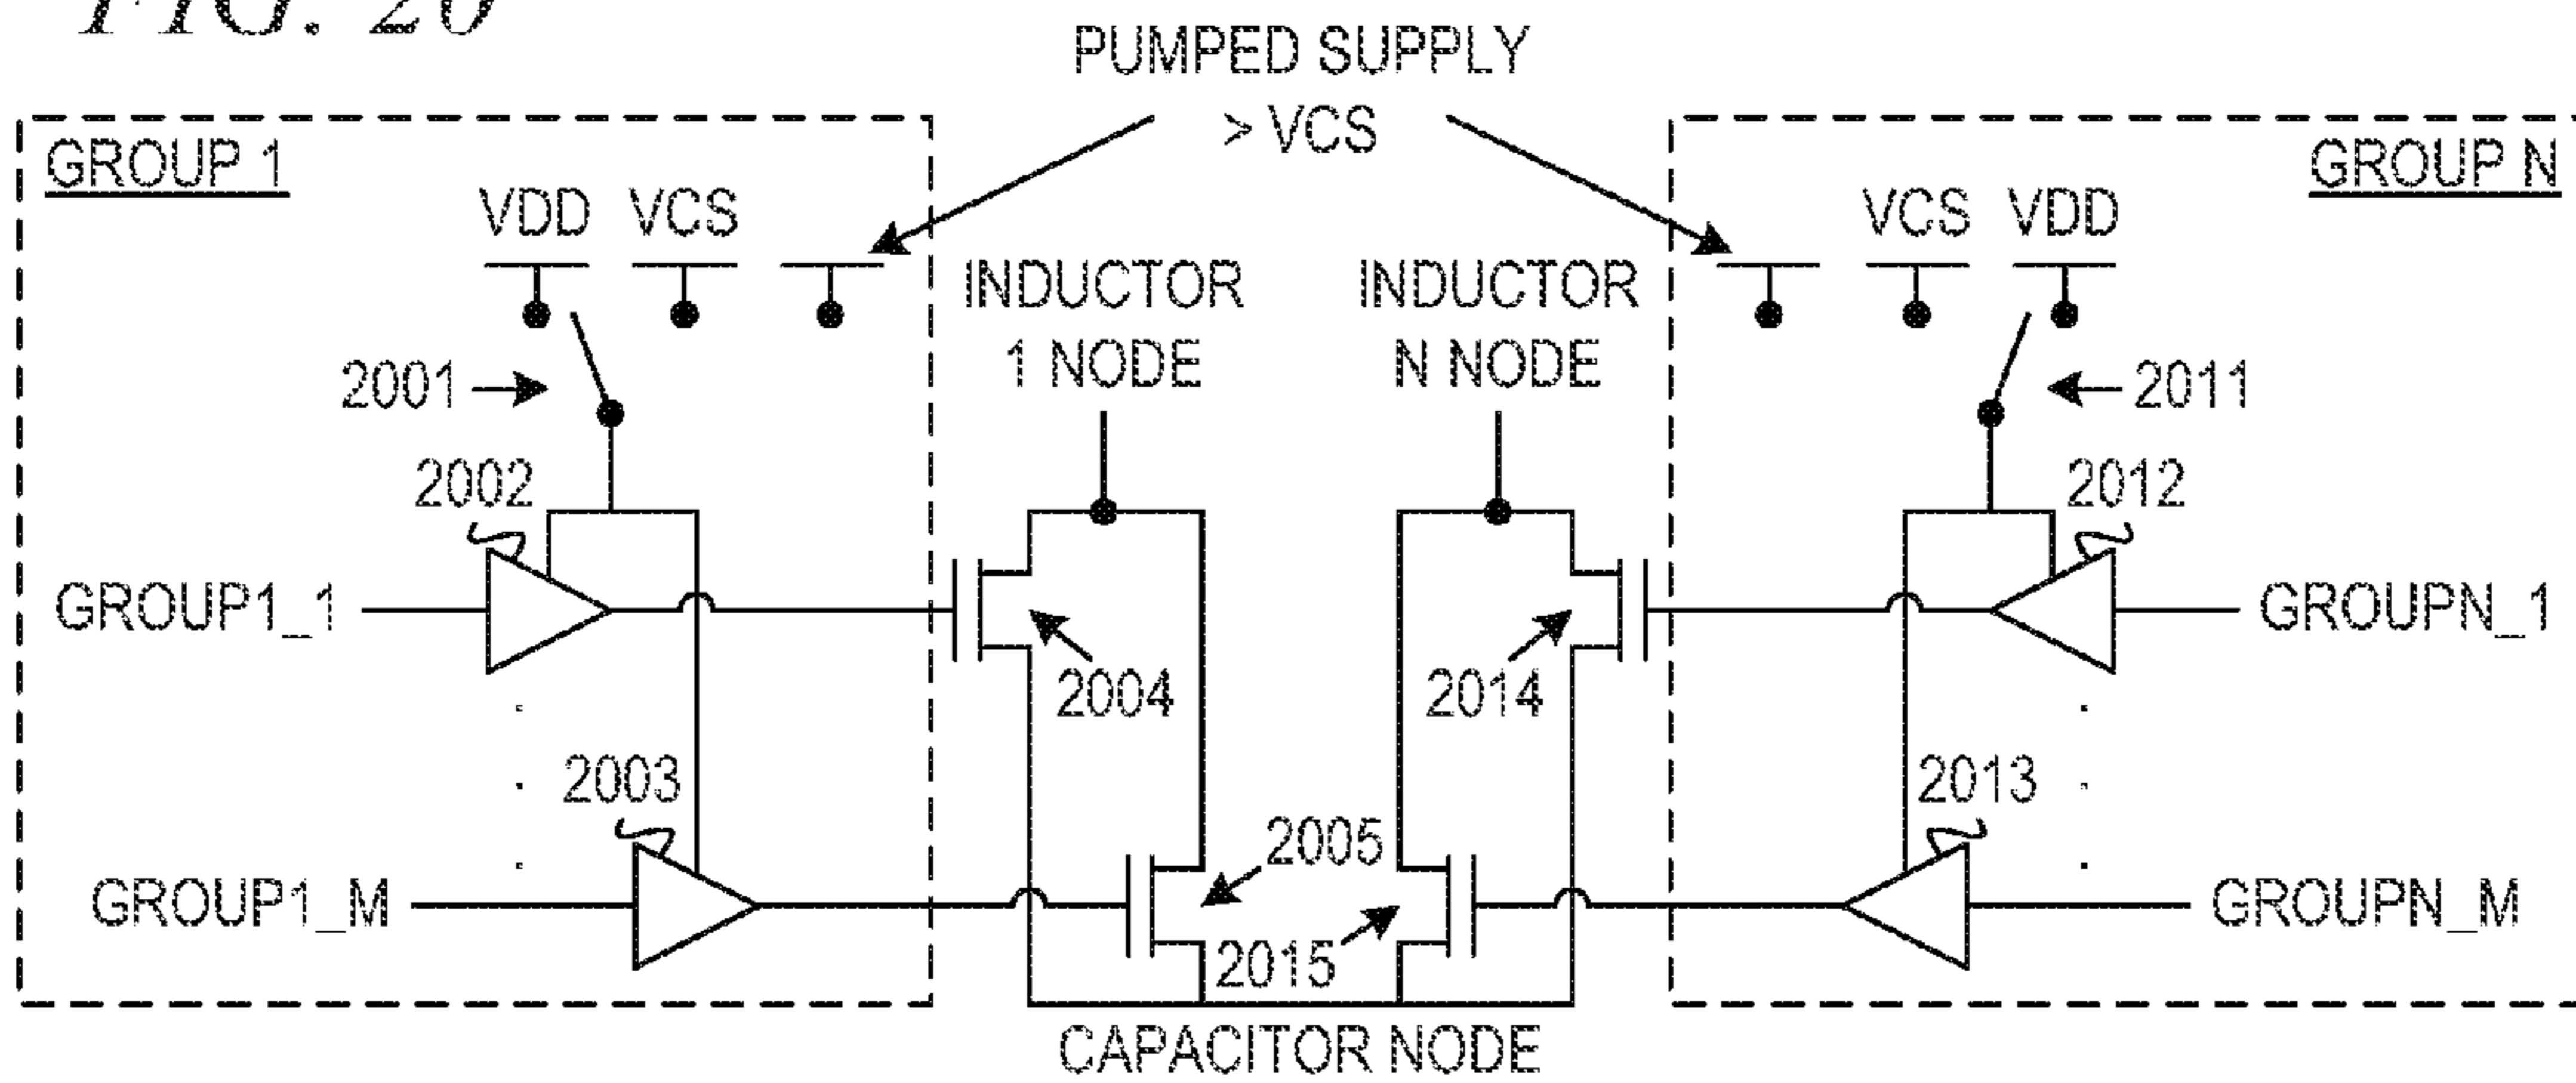 FIG. 20
PUMPED SUPPLY
> VCS
GROUP 1
GROUP N
VDD VCS
VCS VDD
INDUCTOR
1 NODE
INDUCTOR
N NODE
2001
2011
2002
2012
GROUP1_1
GROUPN_1
2004
2014
2003
2013
2005
GROUP1_M
GROUPN_M
2015
CAPACITOR NODE